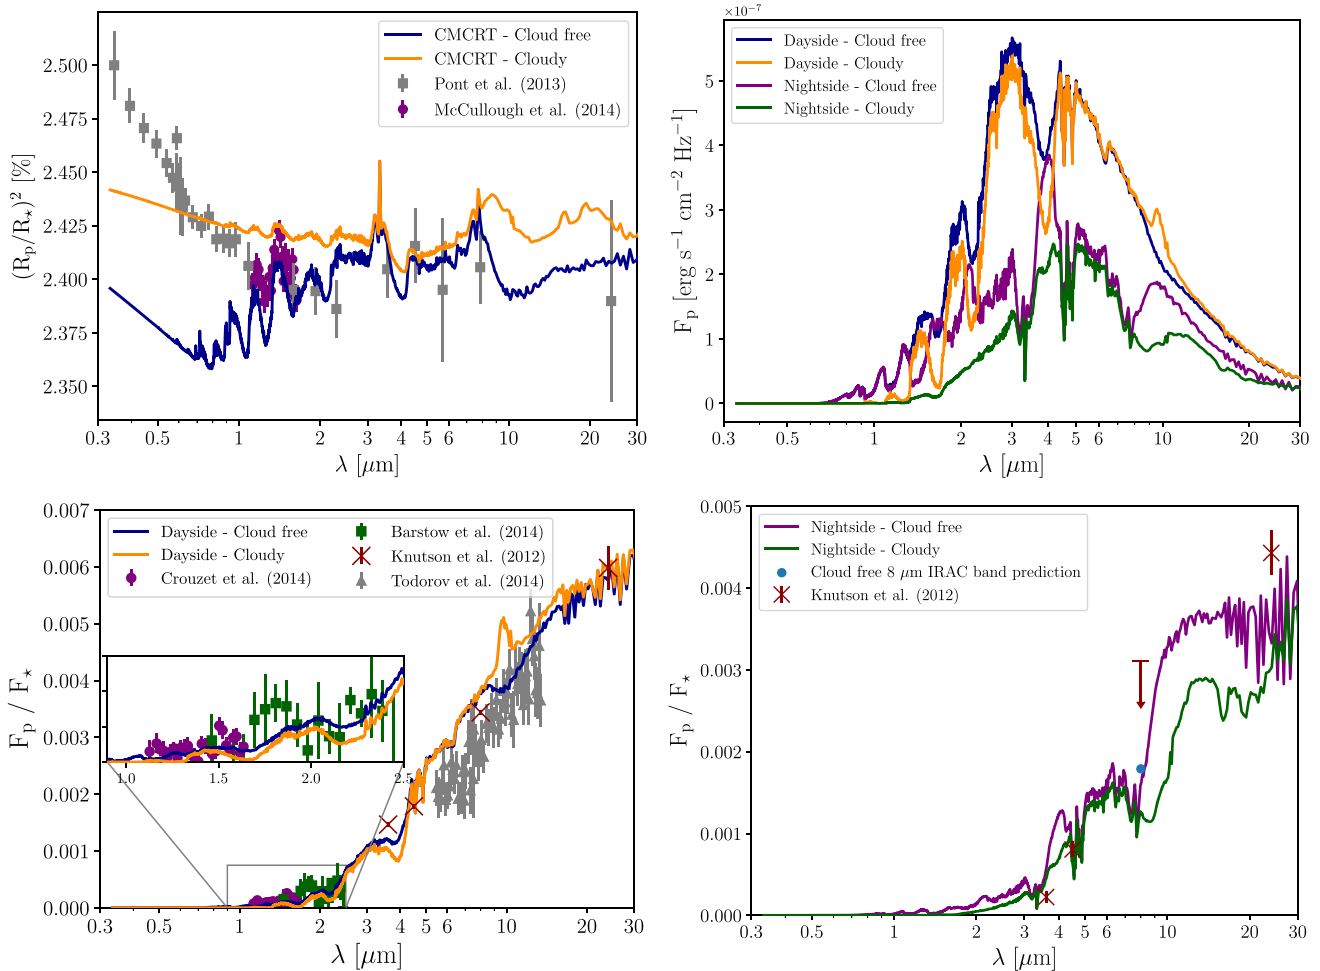 CMCRT - Cloud free
CMCRT - Cloudy
Pont et al. (2013)
McCullough et al. (2014)
(Rp/R⋆)² [%]
2.500
2.475
2.450
2.425
2.400
2.375
2.350
0.3 0.5 1 2 3 4 5 6 10 20 30
λ [μm]
×10⁻⁷
Dayside - Cloud free
Dayside - Cloudy
Nightside - Cloud free
Nightside - Cloudy
Fp [erg s⁻¹ cm⁻² Hz⁻¹]
5
4
3
2
1
0
0.3 0.5 1 2 3 4 5 6 10 20 30
λ [μm]
Dayside - Cloud free
Dayside - Cloudy
Crouzet et al. (2014)
Barstow et al. (2014)
Knutson et al. (2012)
Todorov et al. (2014)
Fp / F⋆
0.007
0.006
0.005
0.004
0.003
0.002
0.001
0.000
1.0 1.5 2.0 2.5
0.3 0.5 1 2 3 4 5 6 10 20 30
λ [μm]
Nightside - Cloud free
Nightside - Cloudy
Cloud free 8 μm IRAC band prediction
Knutson et al. (2012)
Fp / F⋆
0.005
0.004
0.003
0.002
0.001
0.000
0.3 0.5 1 2 3 4 5 6 10 20 30
λ [μm]